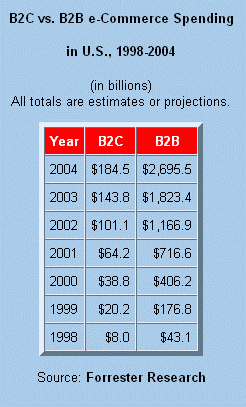 B2C vs. B2B e-Commerce Spending
in U.S., 1998-2004
(in billions)
All totals are estimates or projections.
Year B2C B2B
2004 $184.5 $2,695.5
2003 $143.8 $1,823.4
2002 $101.1 $1,166.9
2001 $64.2 $716.6
2000 $38.8 $406.2
1999 $20.2 $176.8
1998 $8.0 $43.1
Source: Forrester Research